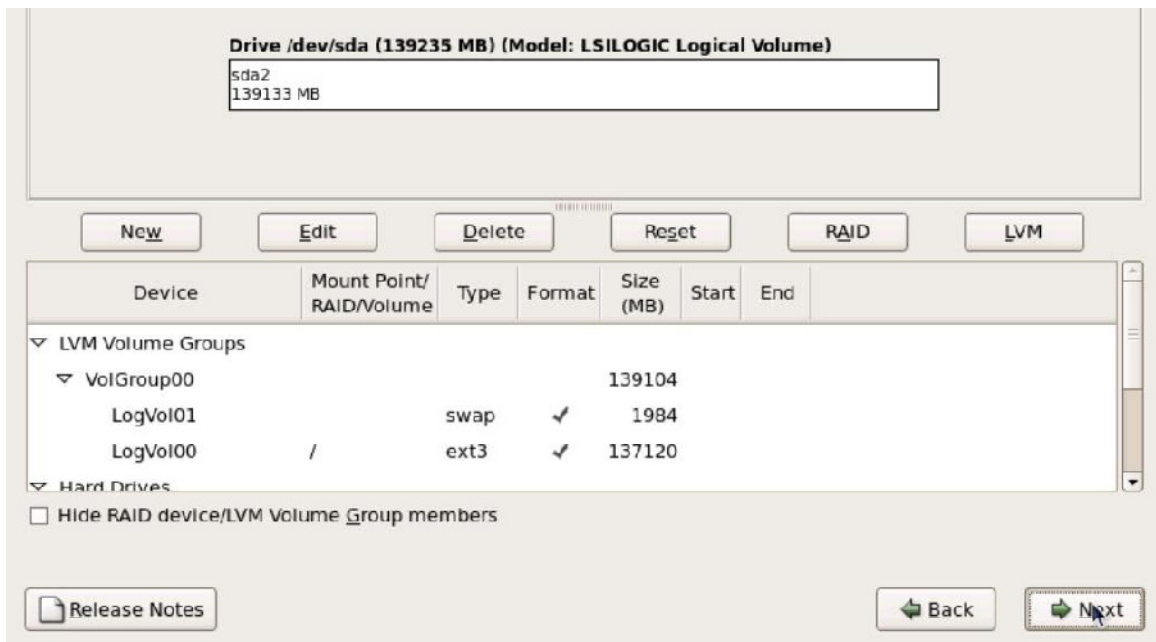 Drive /dev/sda (139235 MB) (Model: LSILOGIC Logical Volume)
sda2
139133 MB
New Edit Delete Reset RAID LVM
Device Mount Point/ RAID/Volume Type Format Size (MB) Start End
LVM Volume Groups
VolGroup00 139104
LogVol01 swap 1984
LogVol00 / ext3 137120
Hard Drives
Hide RAID device/LVM Volume Group members
Release Notes Back Next